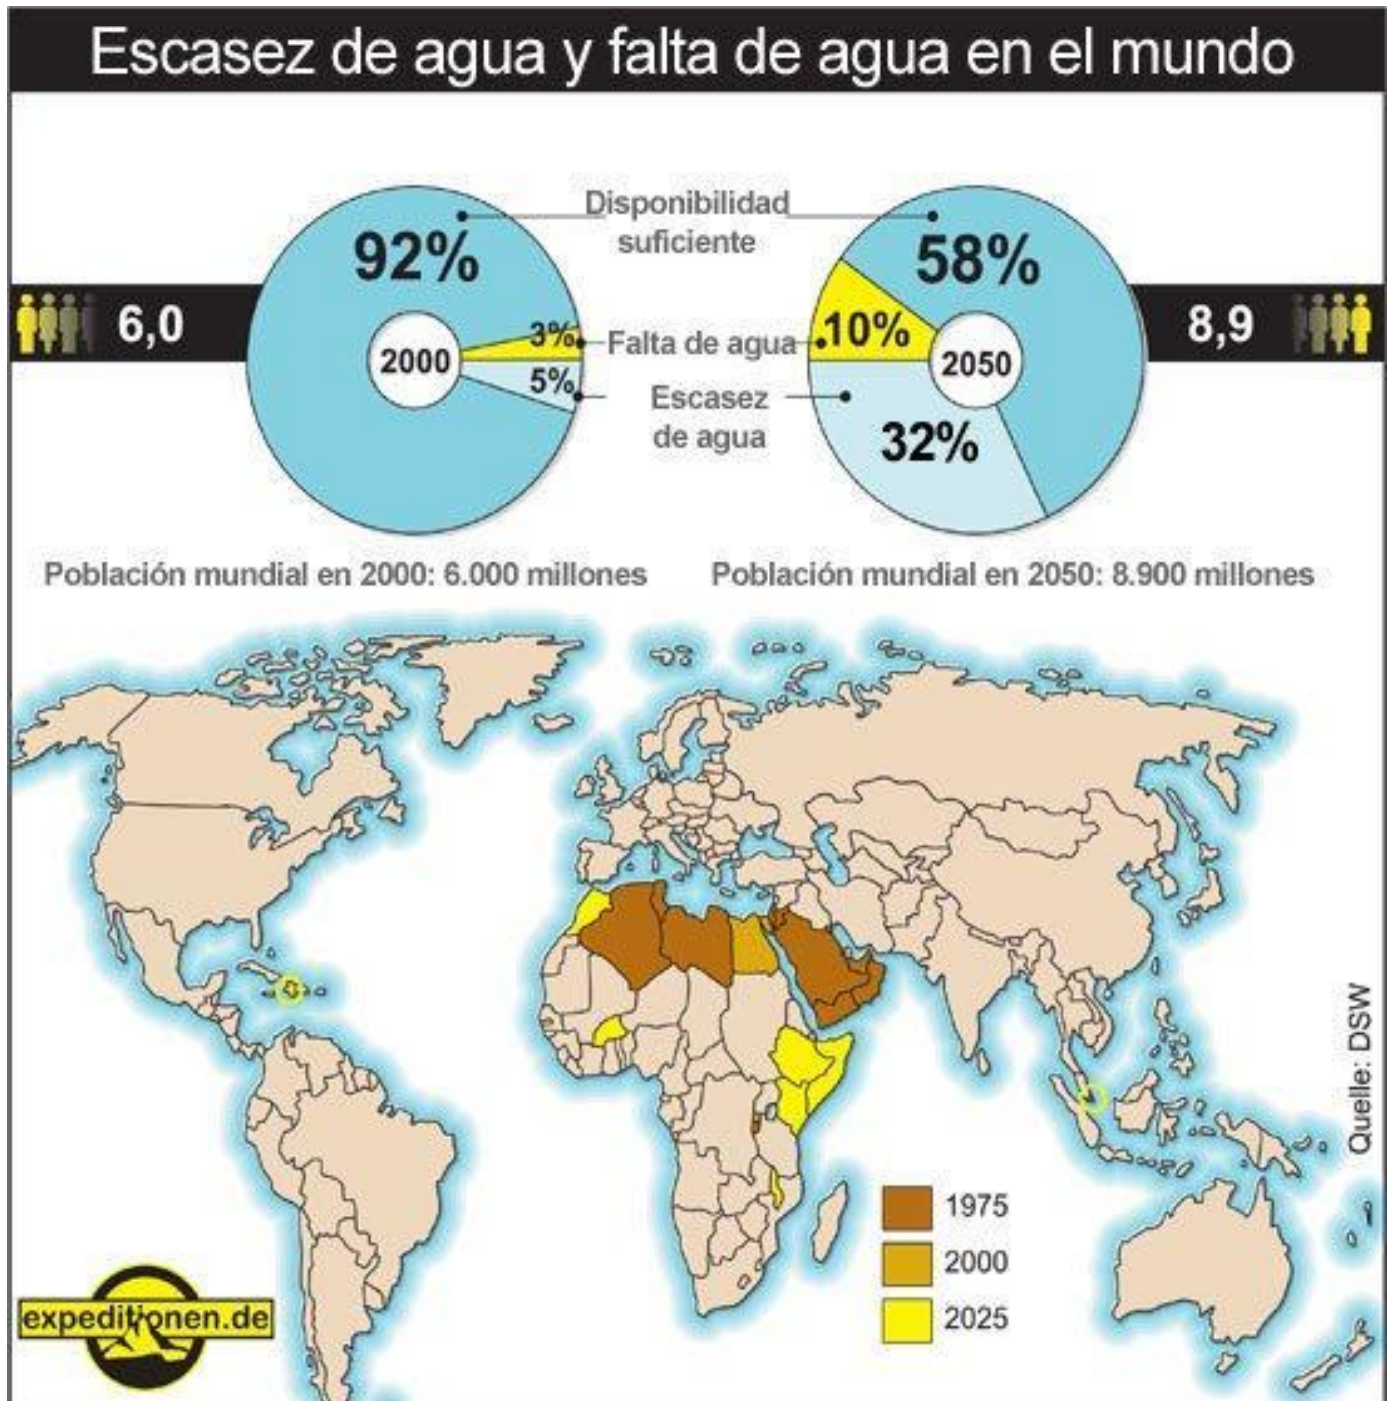 Escasez de agua y falta de agua en el mundo
Disponibilidad
suficiente
92%
58%
6,0
8,9
3%
Falta de agua
10%
2000
2050
5%
Escasez
de agua
32%
Población mundial en 2000: 6.000 millones
Población mundial en 2050: 8.900 millones
Quelle: DSW
1975
2000
2025
expeditionen.de